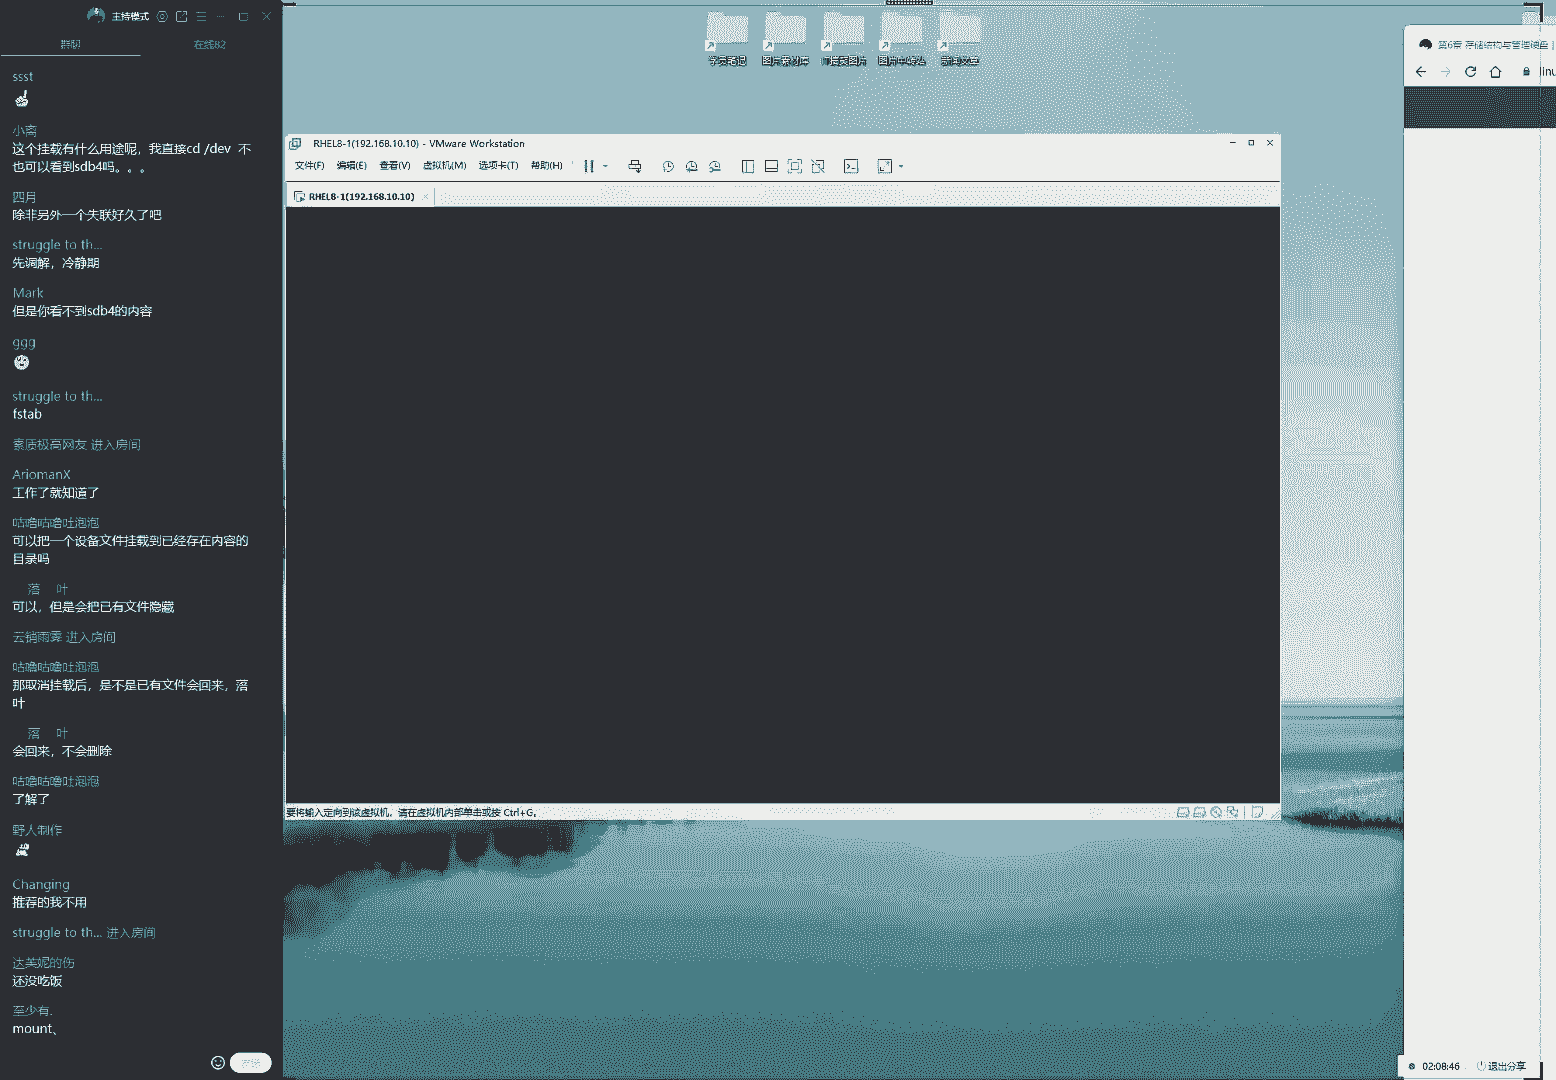 主持模式
群聊
在线82
ssst
小离
这个挂载有什么用途呢，我直接cd /dev 不
也可以看到sdb4吗。。。
四月
除非另外一个失联好久了吧
struggle to th...
先调解，冷静期
Mark
但是你看不到sdb4的内容
ggg
struggle to th...
fstab
素质极高网友 进入房间
AriomanX
工作了就知道了
咕噜咕噜吐泡泡
可以把一个设备文件挂载到已经存在内容的
目录吗
落 叶
可以，但是会把已有文件隐藏
云销雨霁 进入房间
咕噜咕噜吐泡泡
那取消挂载后，是不是已有文件会回来，落
叶
落 叶
会回来，不会删除
咕噜咕噜吐泡泡
了解了
野人制作
Changing
推荐的我不用
struggle to th... 进入房间
达芙妮的伤
还没吃饭
至少有.
mount、
发送
学员笔记
图片素材库
图片中转站
新闻文章
RHEL8-1(192.168.10.10) - VMware Workstation
文件(F) 编辑(E) 查看(V) 虚拟机(M) 选项卡(T) 帮助(H)
RHEL8-1(192.168.10.10)
要将输入定向到该虚拟机，请在虚拟机内部单击或按 Ctrl+G。
第6章 存储结构与管理硬盘 |
linu
02:08:46
退出分享